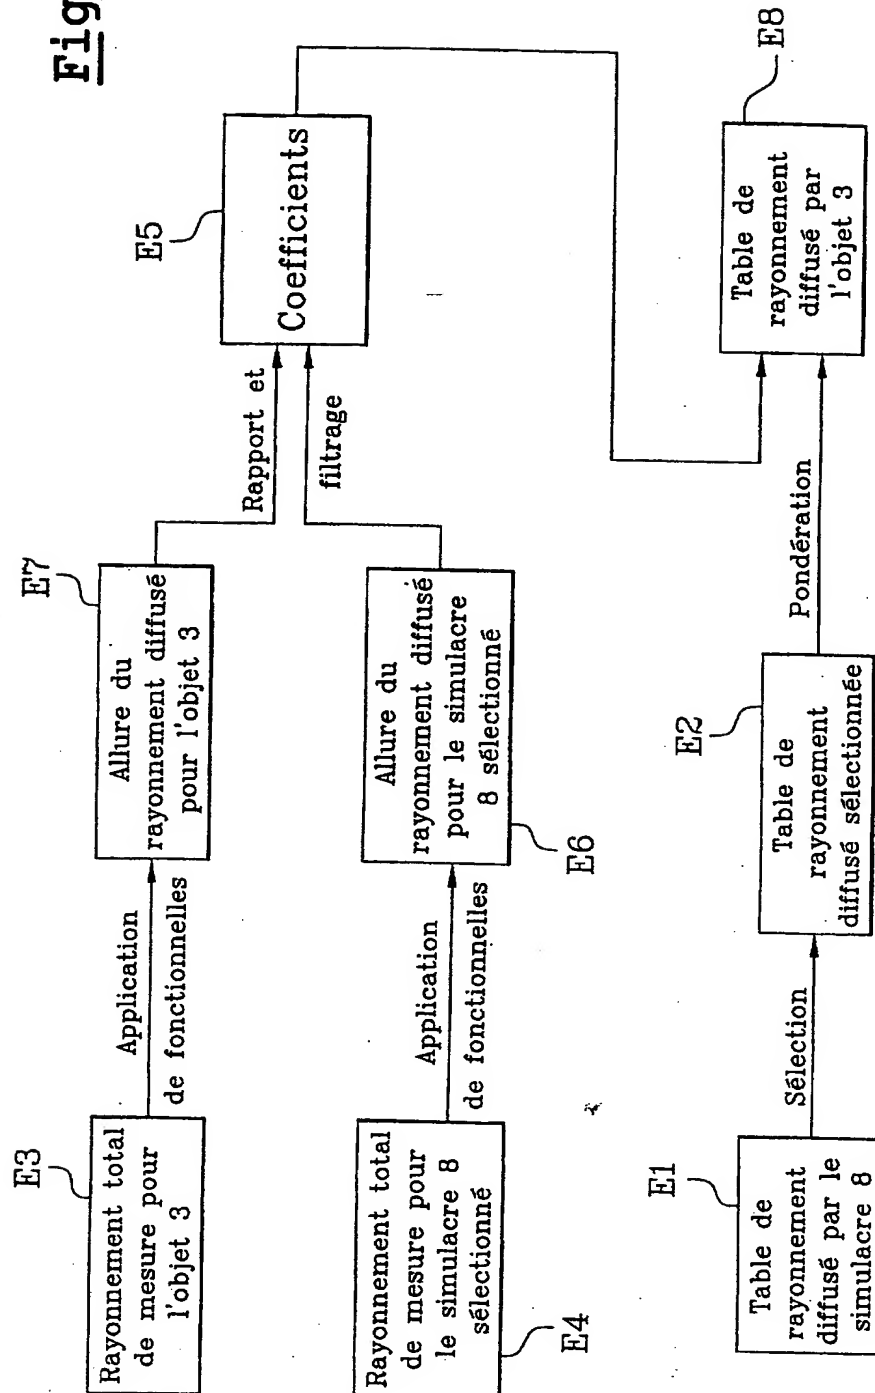 Fig
E3
Rayonnement total
de mesure pour
l'objet 3
Application
de fonctionnelles
E7
Allure du
rayonnement diffusé
pour l'objet 3
Rapport et
filtrage
E5
Coefficients
E4
Rayonnement total
de mesure pour
le simulacre 8
sélectionné
Application
de fonctionnelles
E6
Allure du
rayonnement diffusé
pour le simulacre
8 sélectionné
E1
Table de
rayonnement
diffusé par le
simulacre 8
Sélection
E2
Table de
rayonnement
diffusé sélectionnée
Pondération
E8
Table de
rayonnement
diffusé par
l'objet 3